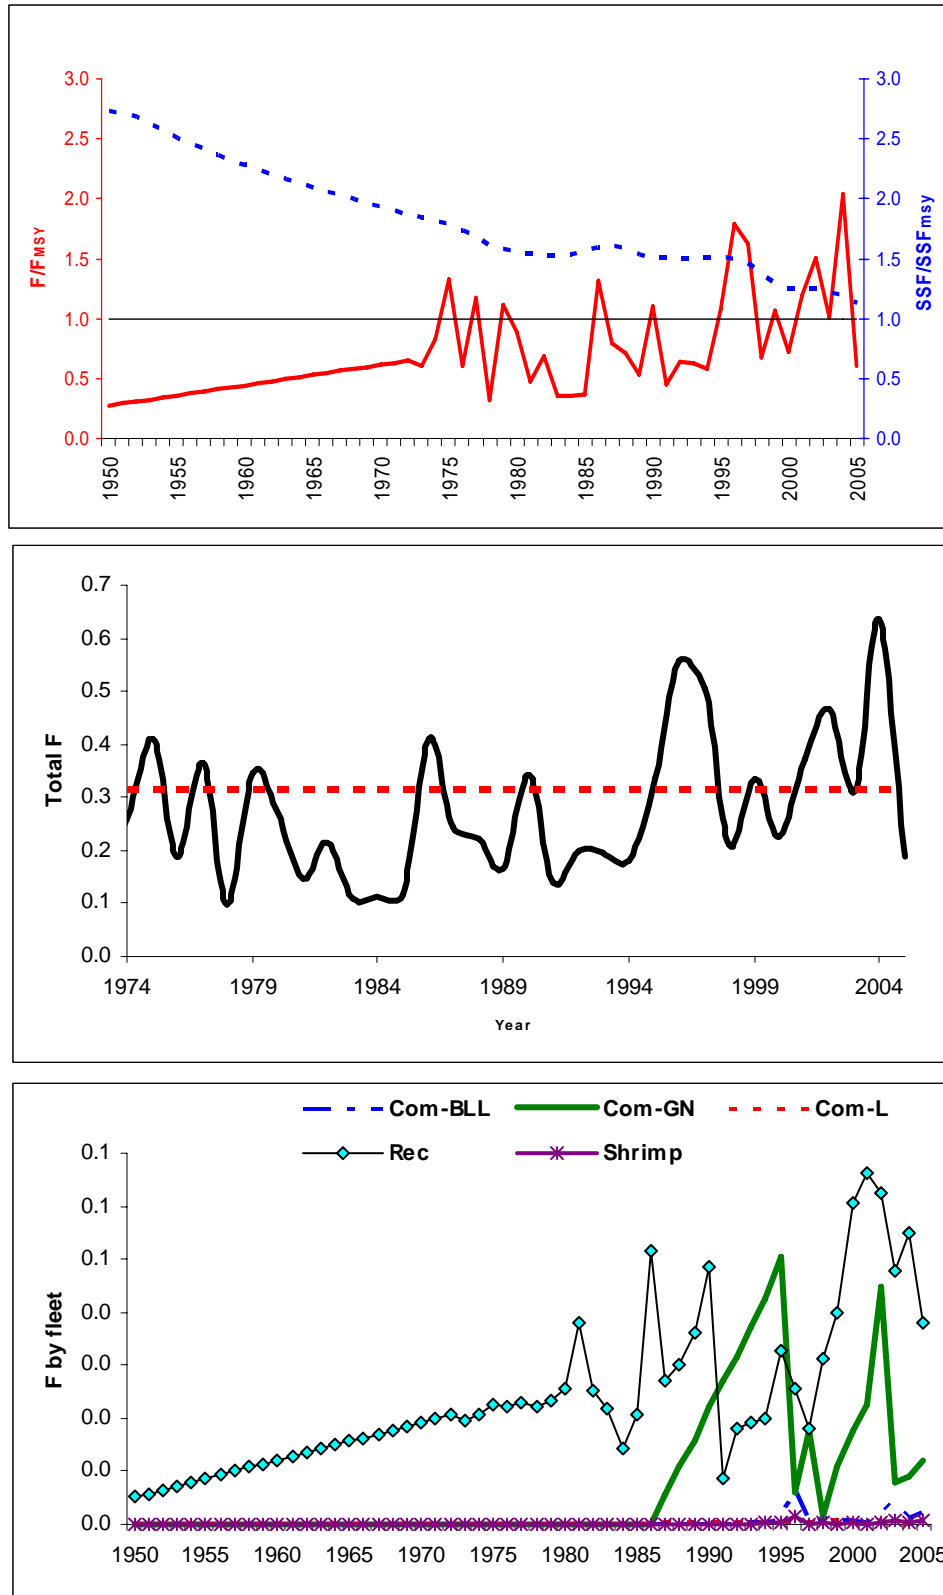 3.0 3.0
2.5 2.5
2.0 2.0
1.5 1.5
1.0 1.0
0.5 0.5
0.0 0.0
F/FMSY
SSF/SSFmsy
1950 1955 1960 1965 1970 1975 1980 1985 1990 1995 2000 2005
0.7
0.6
0.5
0.4
0.3
0.2
0.1
0.0
Total F
1974 1979 1984 1989 1994 1999 2004
Year
Com-BLL Com-GN Com-L
Rec Shrimp
0.1
0.1
0.1
0.0
0.0
0.0
0.0
0.0
F by fleet
1950 1955 1960 1965 1970 1975 1980 1985 1990 1995 2000 2005